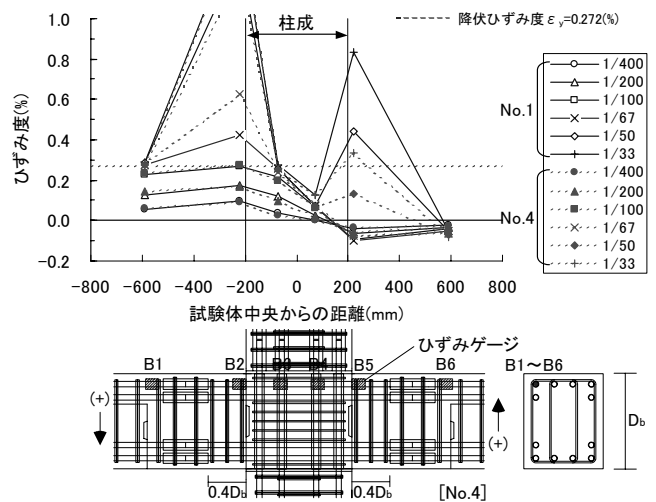 降伏ひずみ度 εy=0.272(%)
柱成
ひずみ度(%)
1.0
0.8
0.6
0.4
0.2
0.0
−0.2
−800 −600 −400 −200 0 200 400 600 800
試験体中央からの距離(mm)
No.1
1/400
1/200
1/100
1/67
1/50
1/33
No.4
1/400
1/200
1/100
1/67
1/50
1/33
ひずみゲージ
B1 B2 B3 B4 B5 B6
B1~B6
(+)
(+)
Db
0.4Db
0.4Db
[No.4]